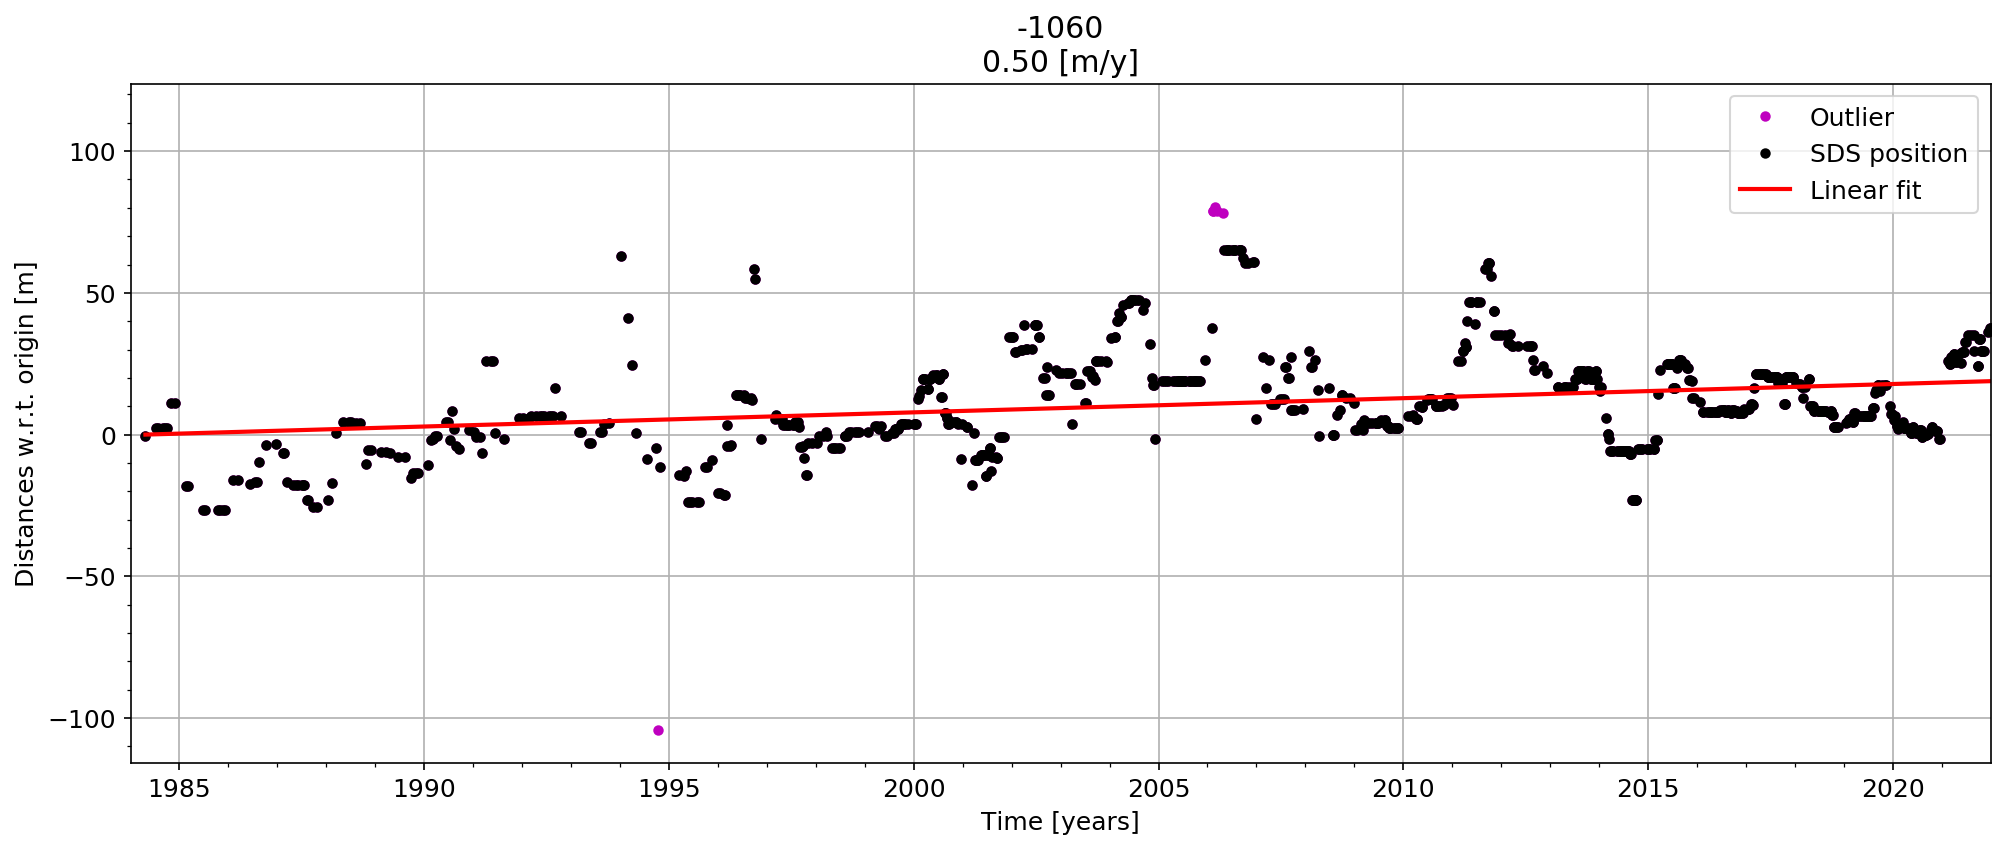 -1060
0.50 [m/y]
Outlier
SDS position
Linear fit
Distances w.r.t. origin [m]
100
50
0
−50
−100
1985 1990 1995 2000 2005 2010 2015 2020
Time [years]